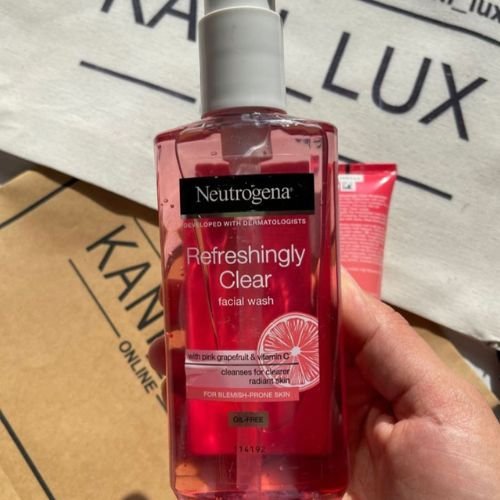 KAN LUX
Neutrogena®
DEVELOPED WITH DERMATOLOGISTS
Refreshingly
Clear
facial wash
with pink grapefruit & vitamin C
cleanses for clearer
radiant skin
FOR BLEMISH-PRONE SKIN
OIL-FREE
14192
KAN
ONLINE